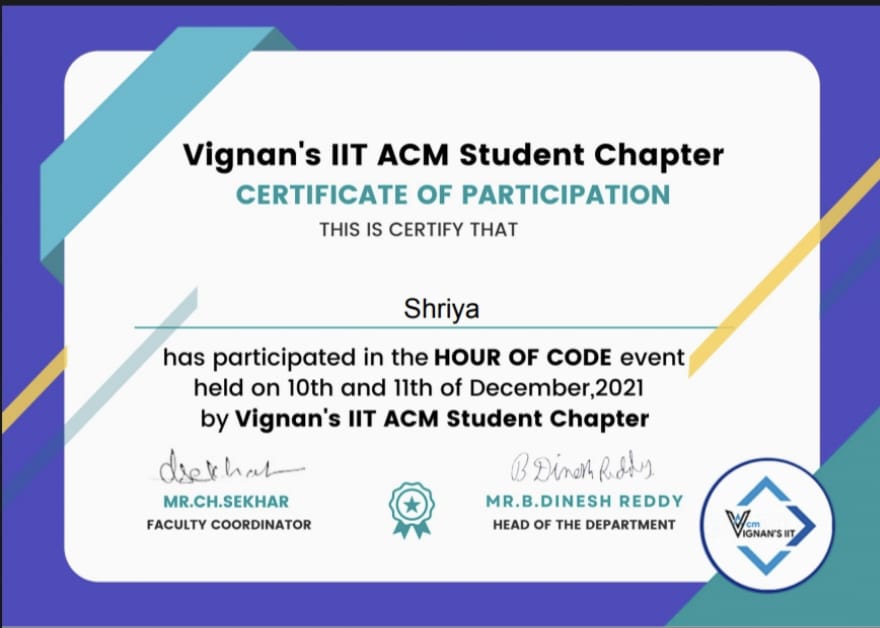 Vignan's IIT ACM Student Chapter
CERTIFICATE OF PARTICIPATION
THIS IS CERTIFY THAT
Shriya
has participated in the HOUR OF CODE event
held on 10th and 11th of December,2021
by Vignan's IIT ACM Student Chapter
dsekhar
B Dinesh Reddy
MR.CH.SEKHAR
MR.B.DINESH REDDY
FACULTY COORDINATOR
HEAD OF THE DEPARTMENT
Vcm
VIGNAN'S IIT